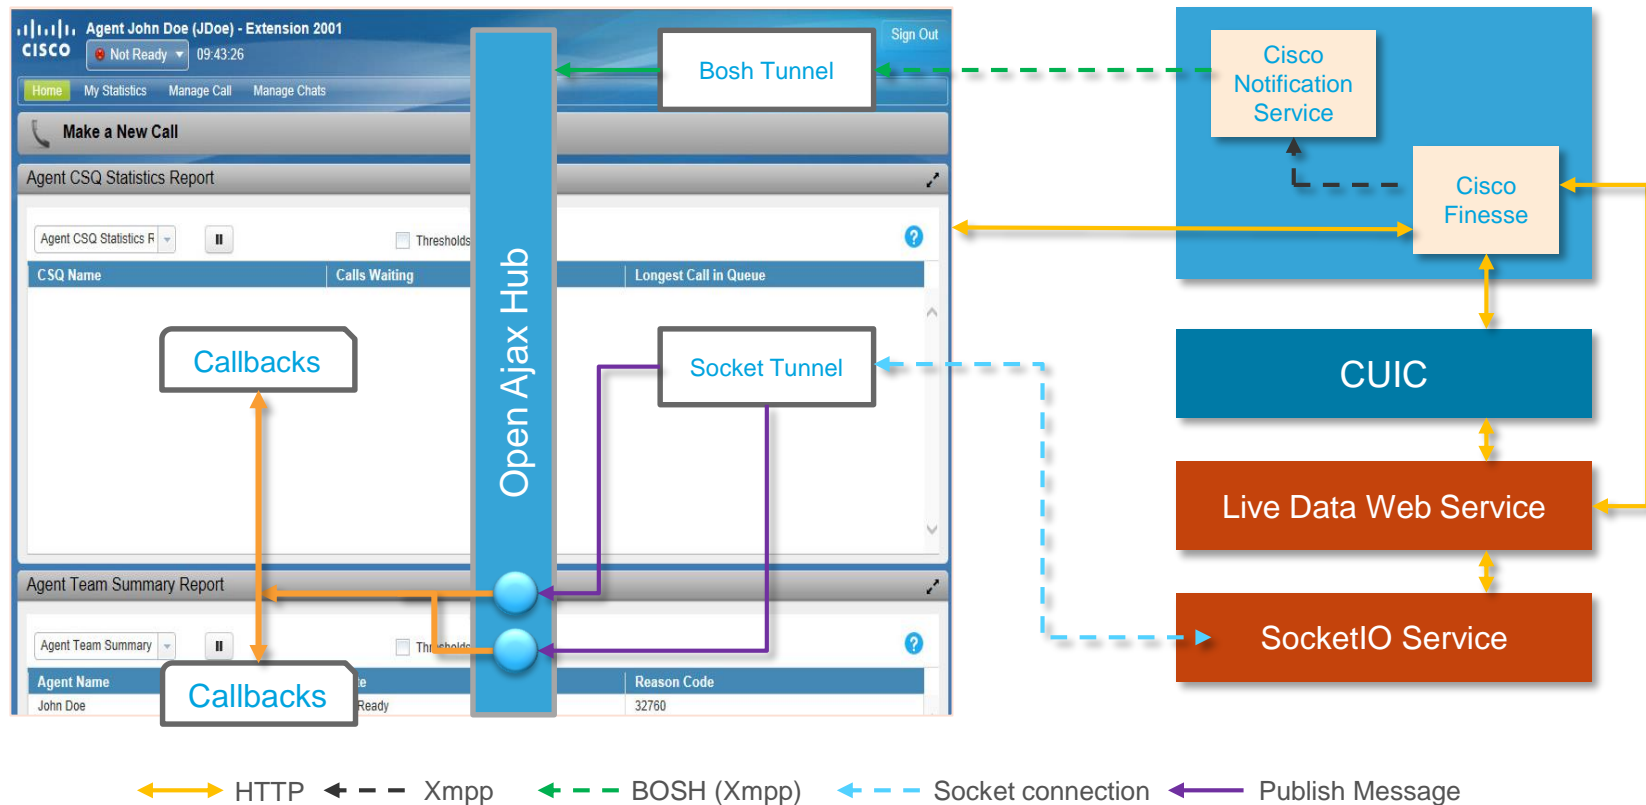 Agent John Doe (JDoe) - Extension 2001
Sign Out
CISCO
Not Ready
09:43:26
Home
My Statistics
Manage Call
Manage Chats
Make a New Call
Agent CSQ Statistics Report
Agent CSQ Statistics R
Thresholds
CSQ Name
Calls Waiting
Longest Call in Queue
Callbacks
Open Ajax Hub
Bosh Tunnel
Socket Tunnel
Agent Team Summary Report
Agent Team Summary
Thresholds
Agent Name
Reason Code
John Doe
Ready
32760
Callbacks
Cisco
Notification
Service
Cisco
Finesse
CUIC
Live Data Web Service
SocketIO Service
HTTP
Xmpp
BOSH (Xmpp)
Socket connection
Publish Message